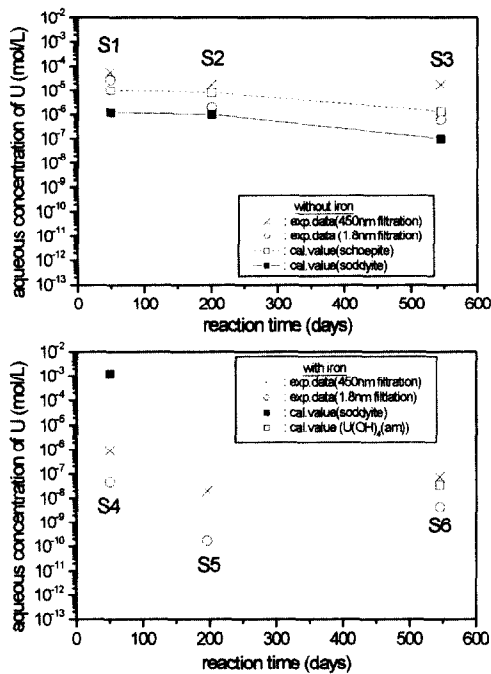 aqueous concentration of U (mol/L)
10⁻²
10⁻³
10⁻⁴
10⁻⁵
10⁻⁶
10⁻⁷
10⁻⁸
10⁻⁹
10⁻¹⁰
10⁻¹¹
10⁻¹²
10⁻¹³
S1
S2
S3
without iron
: exp.data(450nm filtration)
: exp.data (1.8nm filtration)
: cal.value(schoepite)
: cal.value(soddyite)
0 100 200 300 400 500 600
reaction time (days)
aqueous concentration of U (mol/L)
10⁻²
10⁻³
10⁻⁴
10⁻⁵
10⁻⁶
10⁻⁷
10⁻⁸
10⁻⁹
10⁻¹⁰
10⁻¹¹
10⁻¹²
10⁻¹³
with iron
: exp.data(450nm filtration)
: exp.data(1.8nm filtlation)
: cal.value(soddyite)
: cal.value (U(OH)₄(am))
S4
S5
S6
0 100 200 300 400 500 600
reaction time (days)